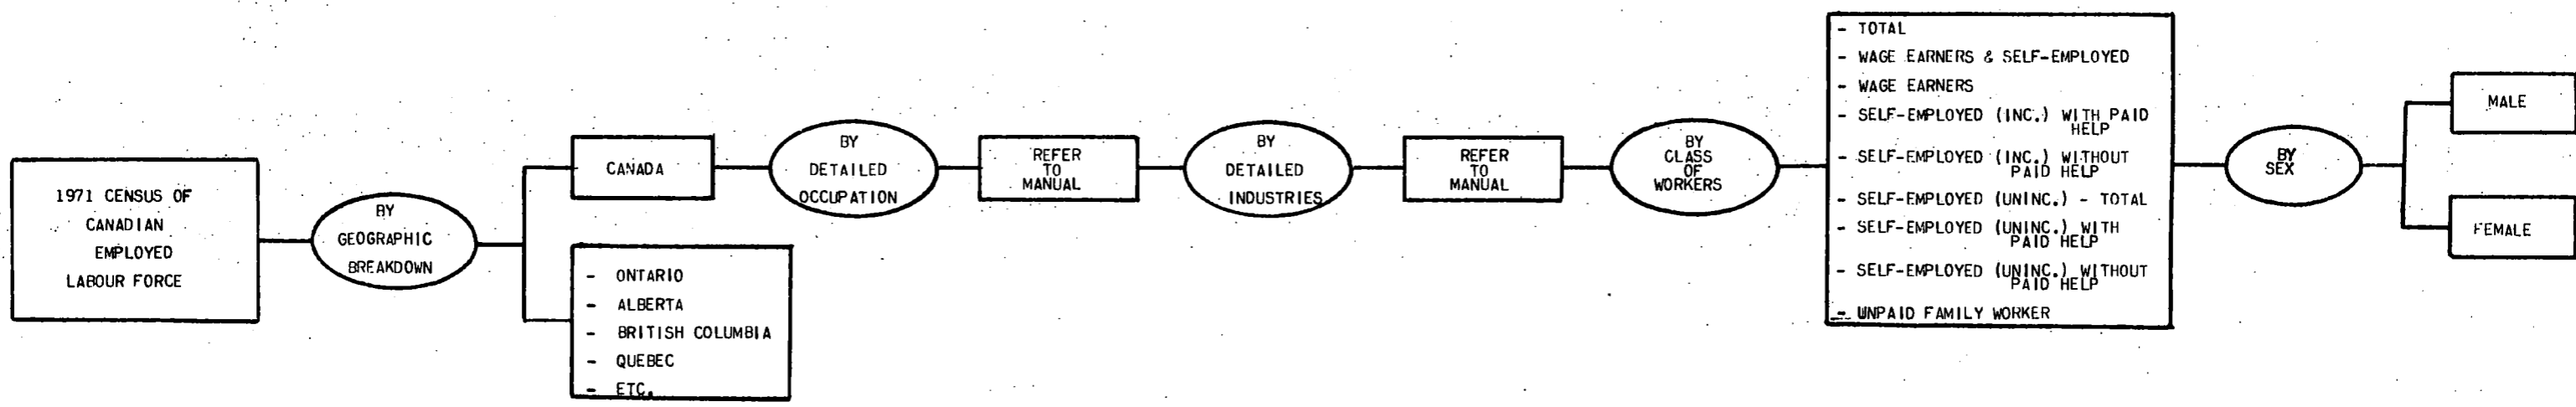 1971 CENSUS OF
CANADIAN
EMPLOYED
LABOUR FORCE
BY
GEOGRAPHIC
BREAKDOWN
CANADA
- ONTARIO
- ALBERTA
- BRITISH COLUMBIA
- QUEBEC
- ETC.
BY
DETAILED
OCCUPATION
REFER
TO
MANUAL
BY
DETAILED
INDUSTRIES
REFER
TO
MANUAL
BY
CLASS
OF
WORKERS
- TOTAL
- WAGE EARNERS & SELF-EMPLOYED
- WAGE EARNERS
- SELF-EMPLOYED (INC.) WITH PAID
HELP
- SELF-EMPLOYED (INC.) WITHOUT
PAID HELP
- SELF-EMPLOYED (UNINC.) - TOTAL
- SELF-EMPLOYED (UNINC.) WITH
PAID HELP
- SELF-EMPLOYED (UNINC.) WITHOUT
PAID HELP
- UNPAID FAMILY WORKER
BY
SEX
MALE
FEMALE